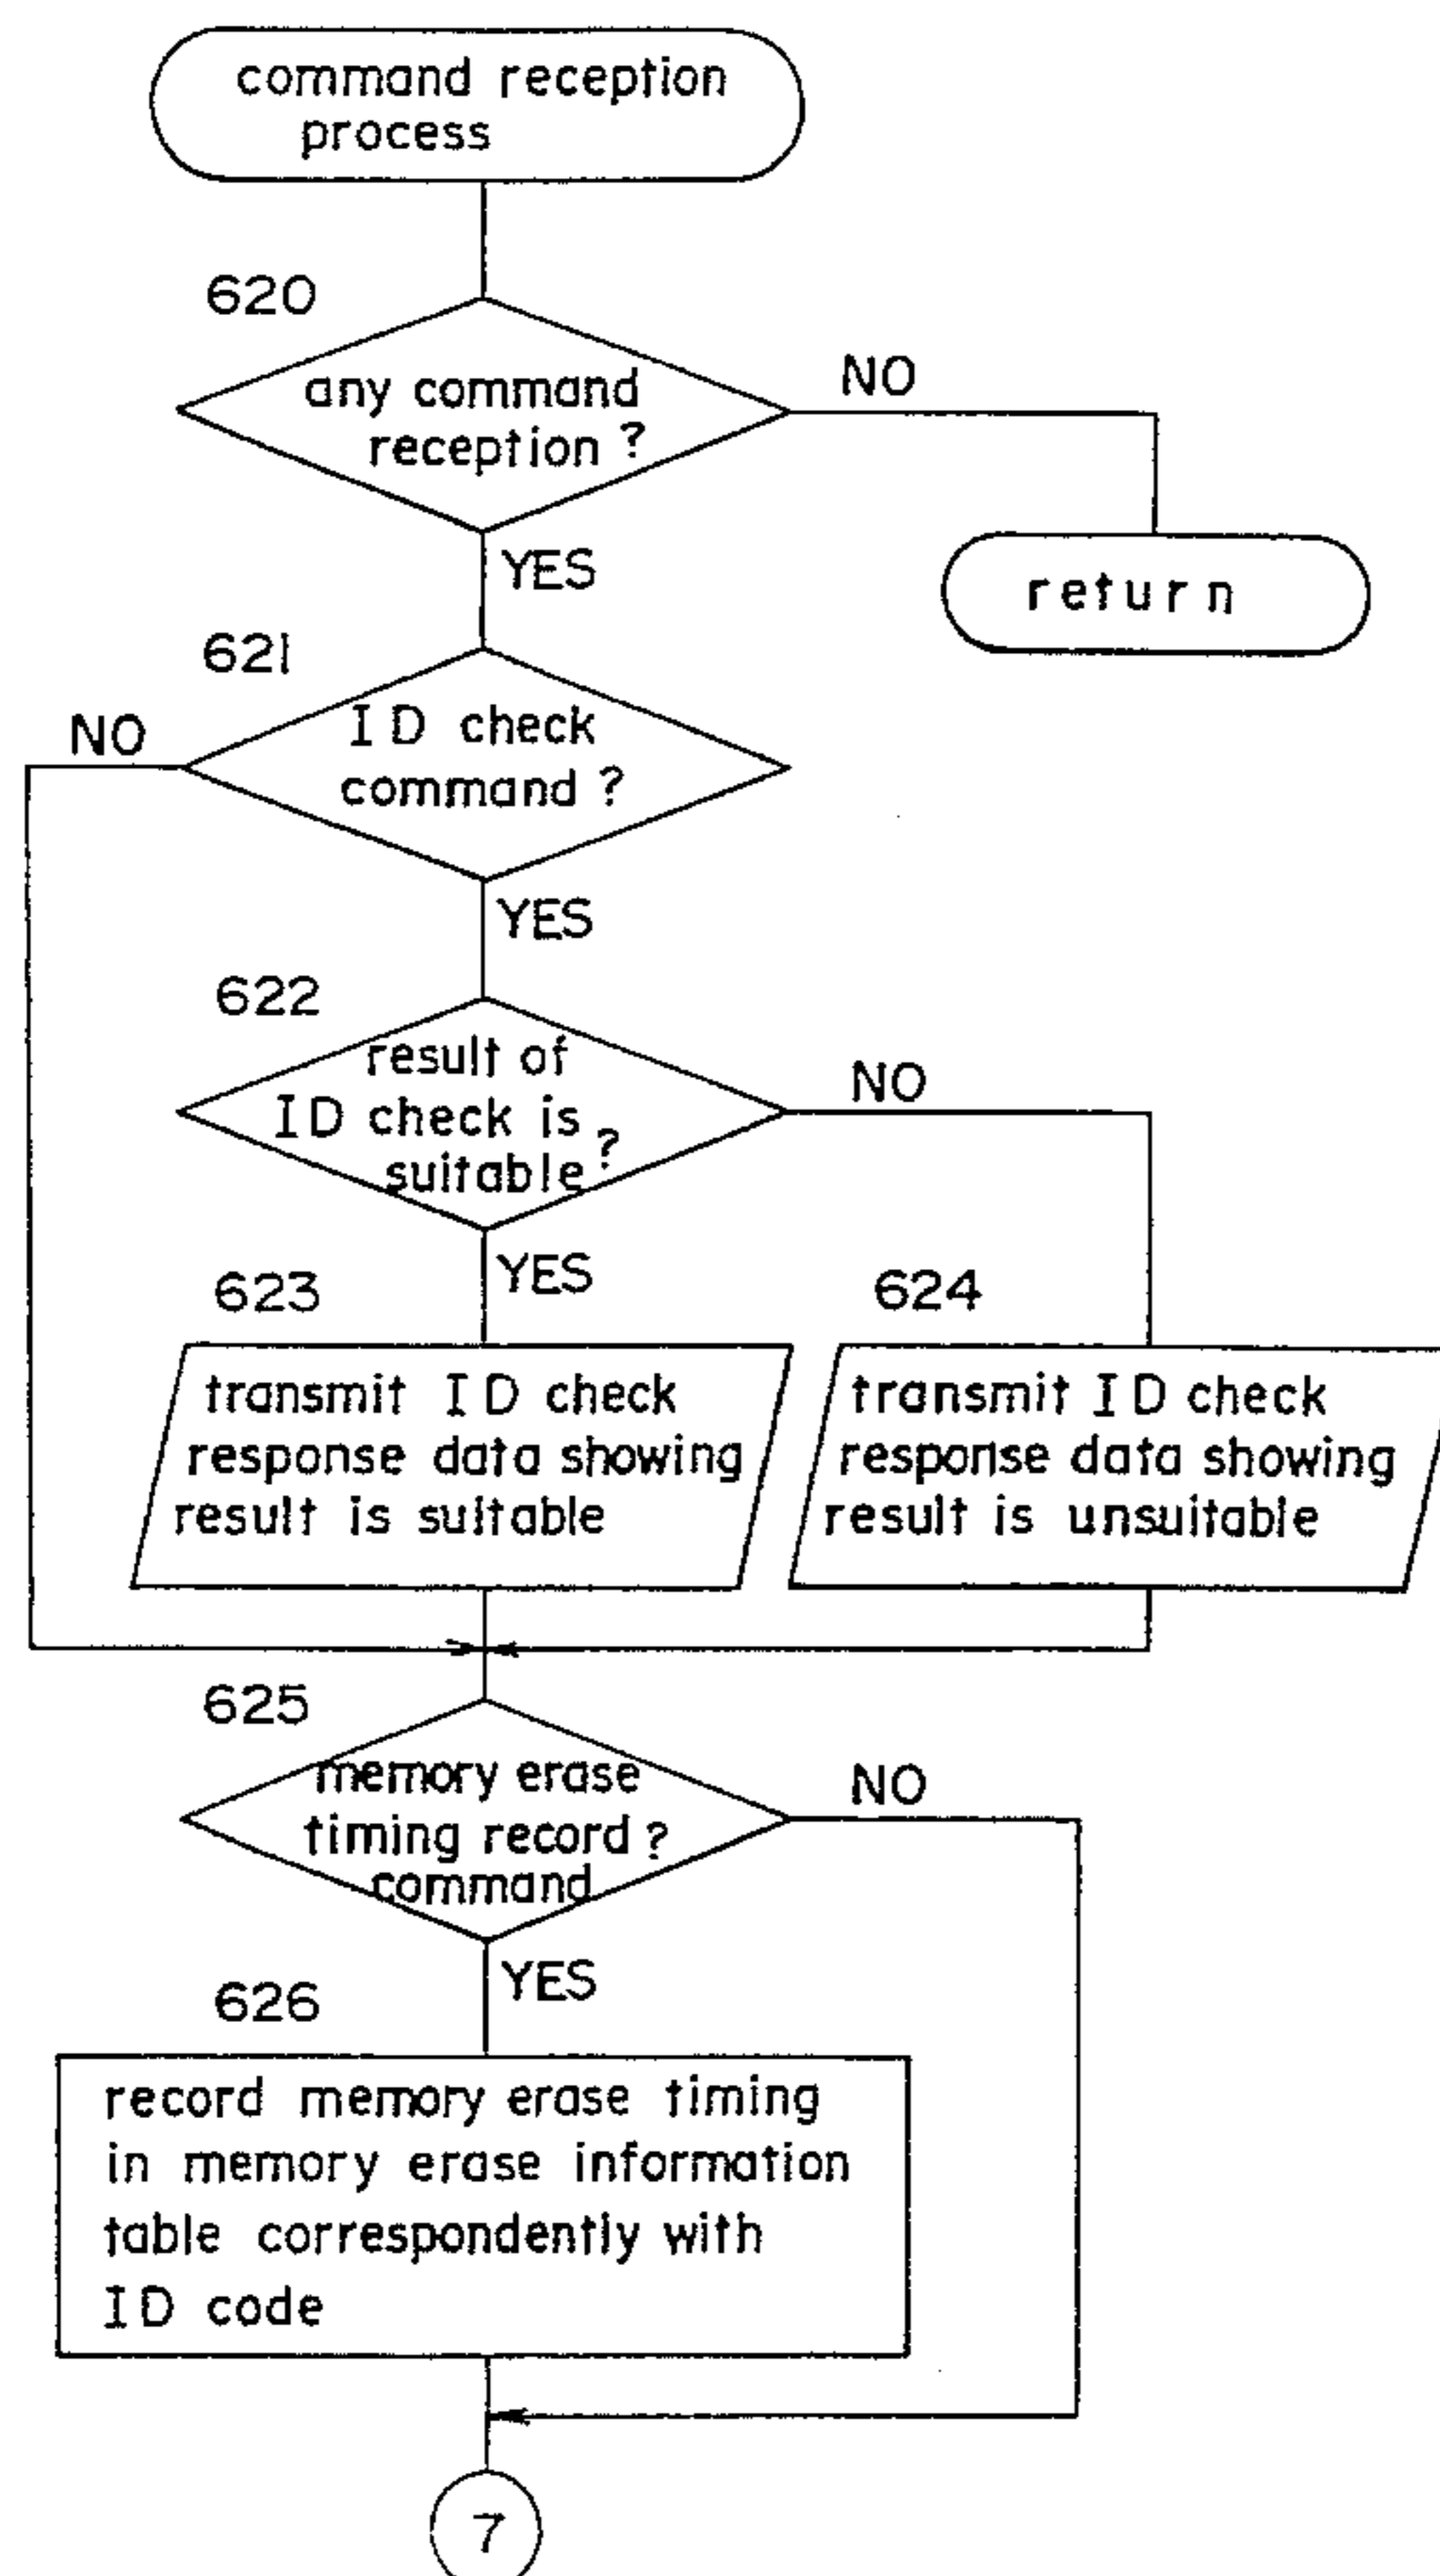 command reception
process
620
any command
reception ?
NO
YES
return
621
ID check
command ?
NO
YES
622
result of
ID check is
suitable ?
NO
YES
623
transmit ID check
response data showing
result is suitable
624
transmit ID check
response data showing
result is unsuitable
625
memory erase
timing record ?
command
NO
YES
626
record memory erase timing
in memory erase information
table correspondently with
ID code
7